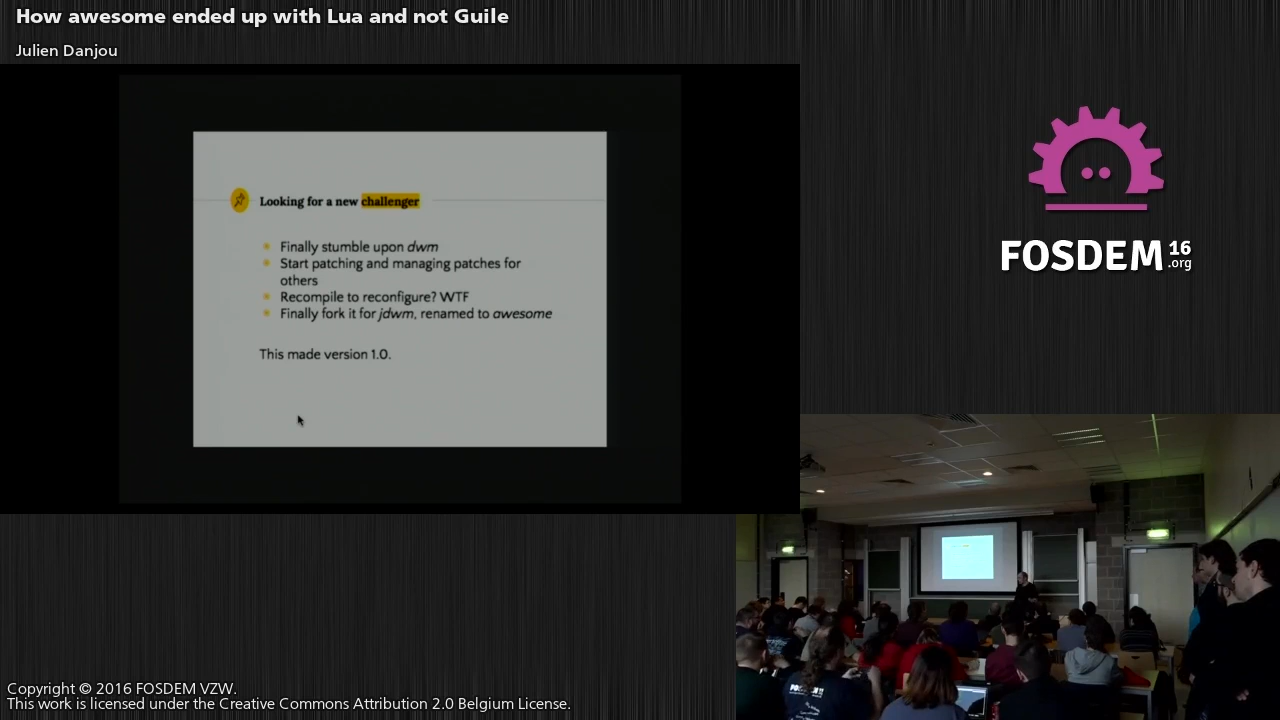 How awesome ended up with Lua and not Guile
Julien Danjou
Looking for a new challenger
Finally stumble upon dwm
Start patching and managing patches for
others
Recompile to reconfigure? WTF
Finally fork it for jdwm, renamed to awesome
This made version 1.0.
FOSDEM 16
.org
Copyright © 2016 FOSDEM VZW.
This work is licensed under the Creative Commons Attribution 2.0 Belgium License.